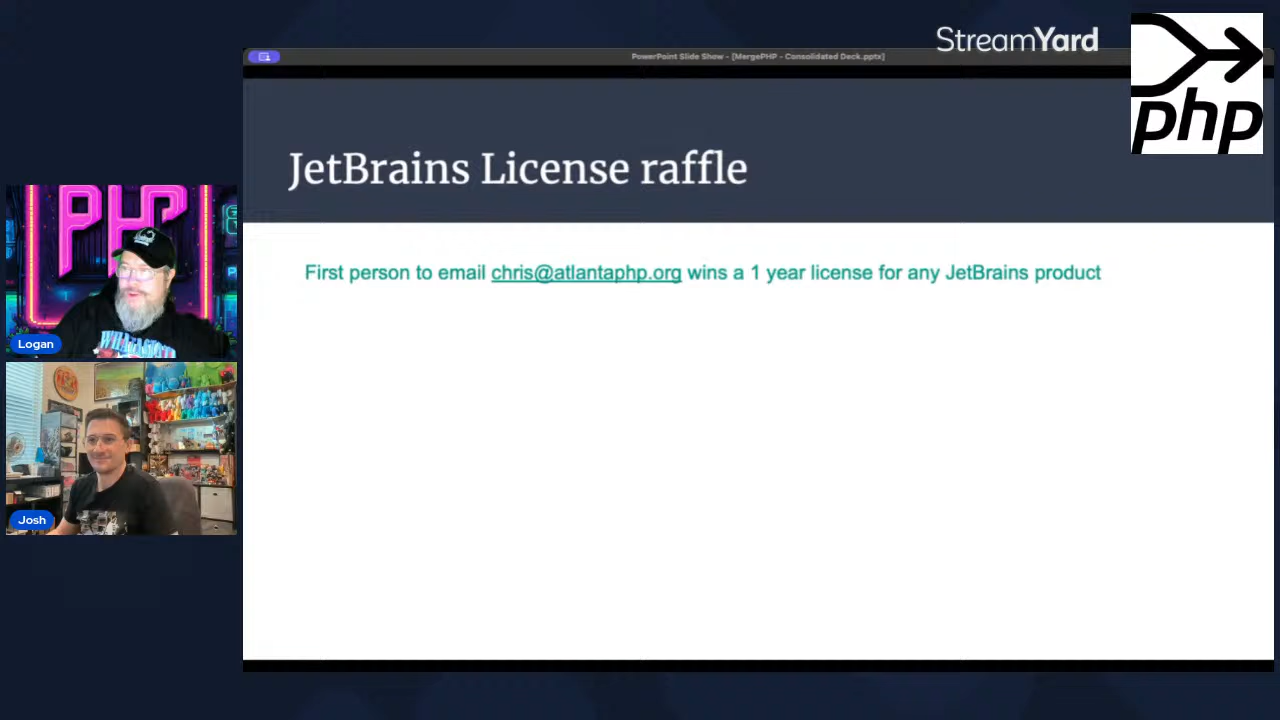 StreamYard
PowerPoint Slide Show - [MergePHP - Consolidated Deck.pptx]
php
JetBrains License raffle
First person to email chris@atlantaphp.org wins a 1 year license for any JetBrains product
PHP
Logan
Josh